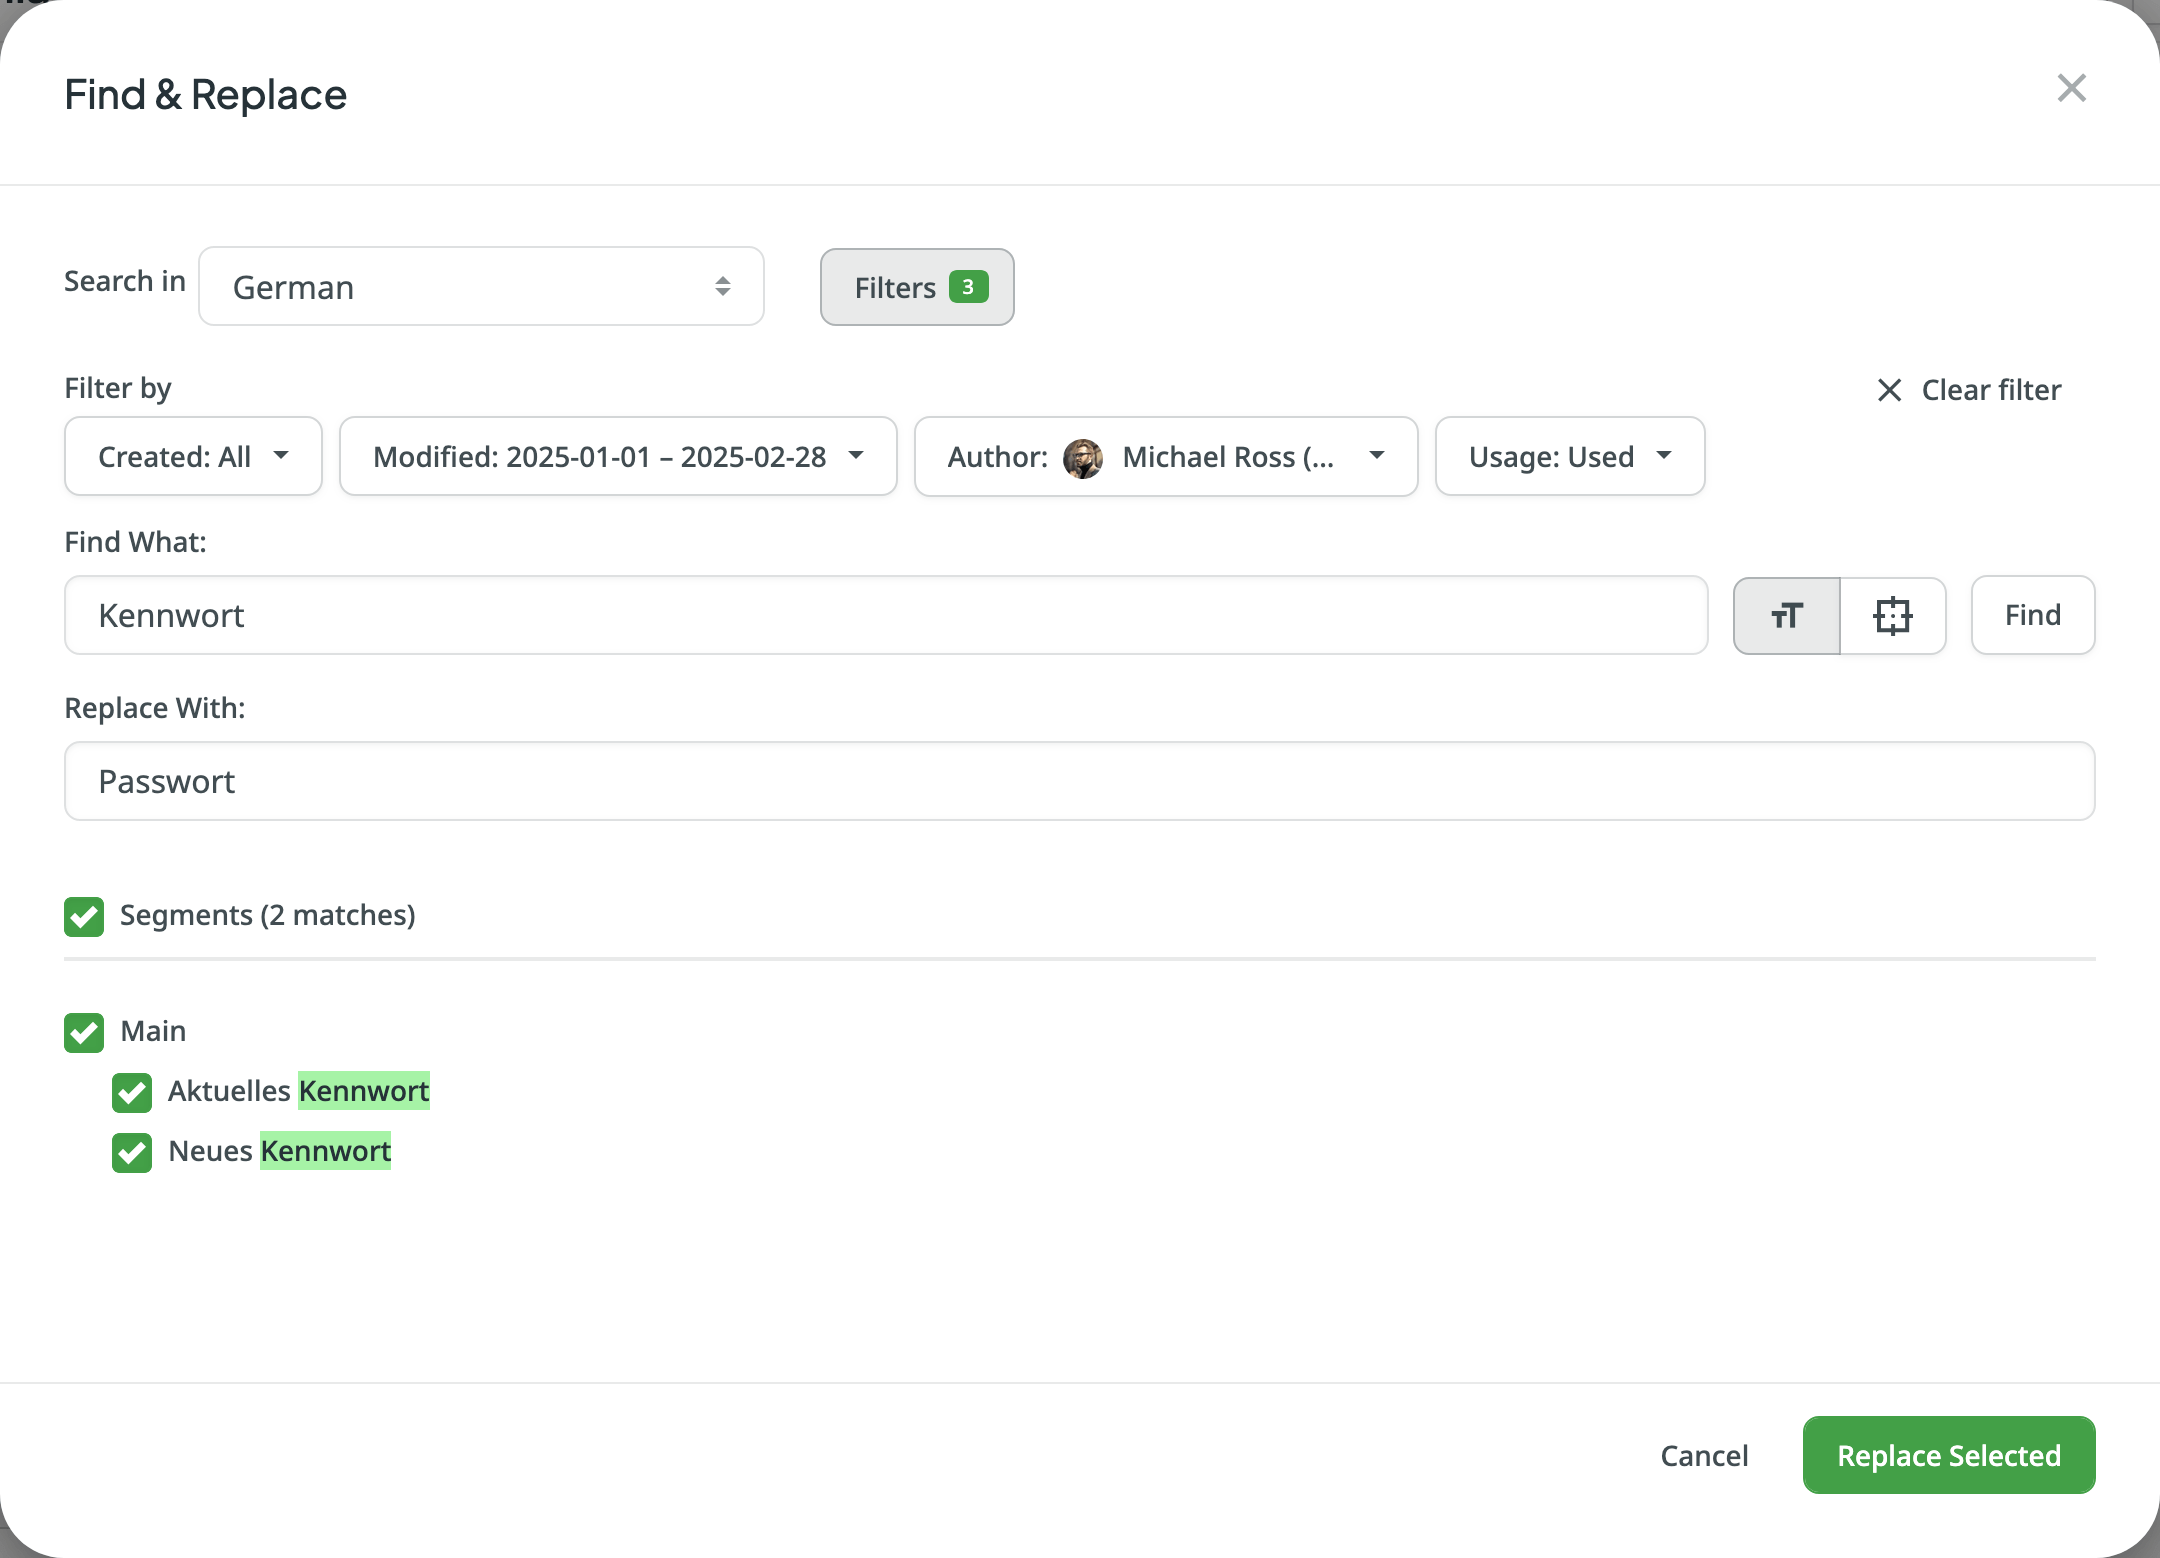 Find & Replace
Search in
German
Filters 3
Filter by
Clear filter
Created: All
Modified: 2025-01-01 – 2025-02-28
Author: Michael Ross (...
Usage: Used
Find What:
Kennwort
Find
Replace With:
Passwort
Segments (2 matches)
Main
Aktuelles Kennwort
Neues Kennwort
Cancel
Replace Selected